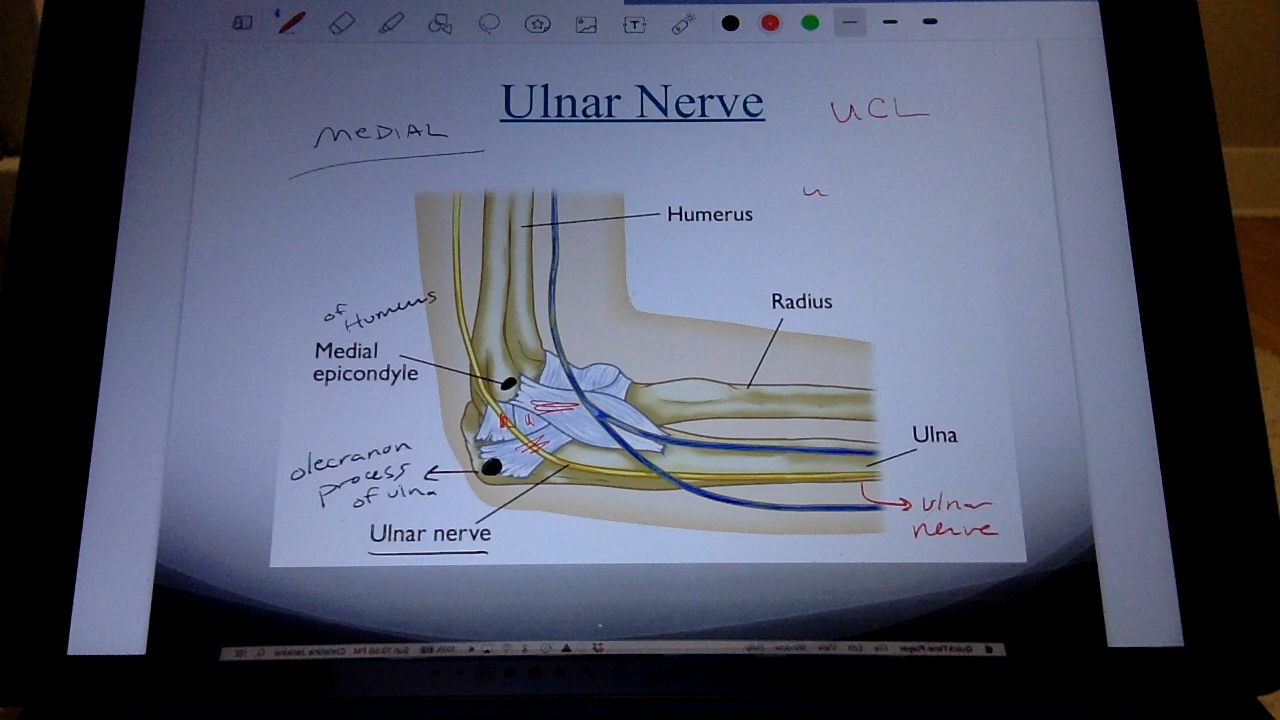 Ulnar Nerve
UCL
MEDIAL
u
Humerus
of
Humerus
Radius
Medial
epicondyle
Ulna
olecranon
process
of ulna
u
ulnar
nerve
Ulnar nerve